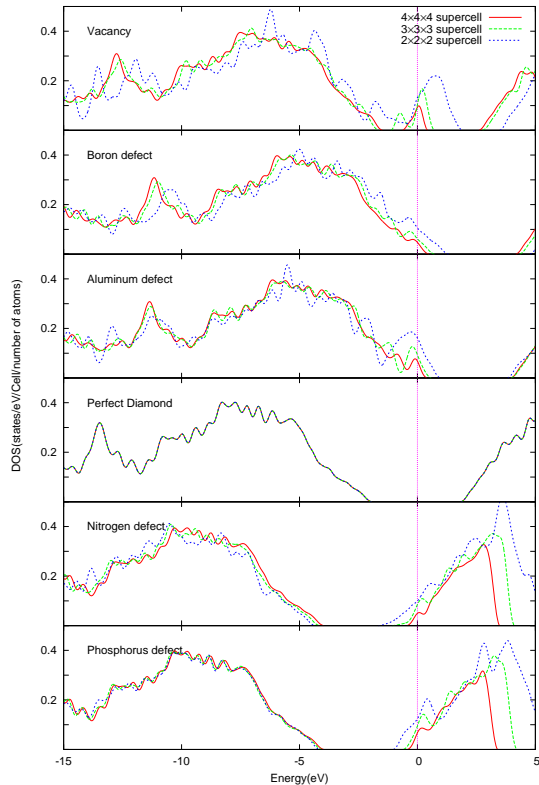 4×4×4 supercell
3×3×3 supercell
2×2×2 supercell
Vacancy
0.4
0.2
Boron defect
0.4
0.2
Aluminum defect
0.4
0.2
Perfect Diamond
0.4
0.2
Nitrogen defect
0.4
0.2
Phosphorus defect
0.4
0.2
-15 -10 -5 0 5
Energy(eV)
DOS(states/eV/Cell/number of atoms)